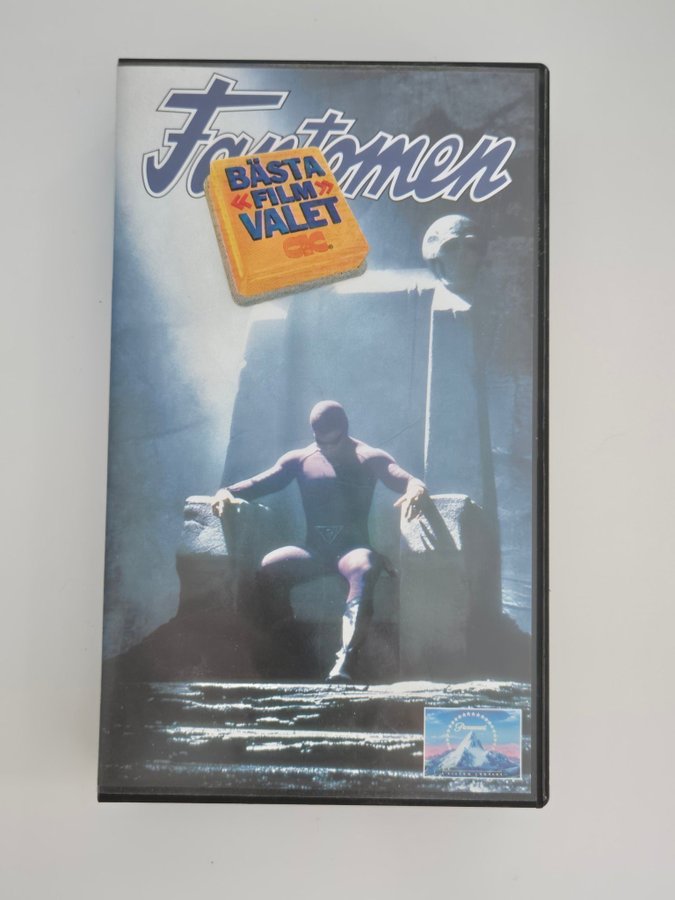 Fantomen
BÄSTA
«FILM»
VALET
CIC®
Paramount